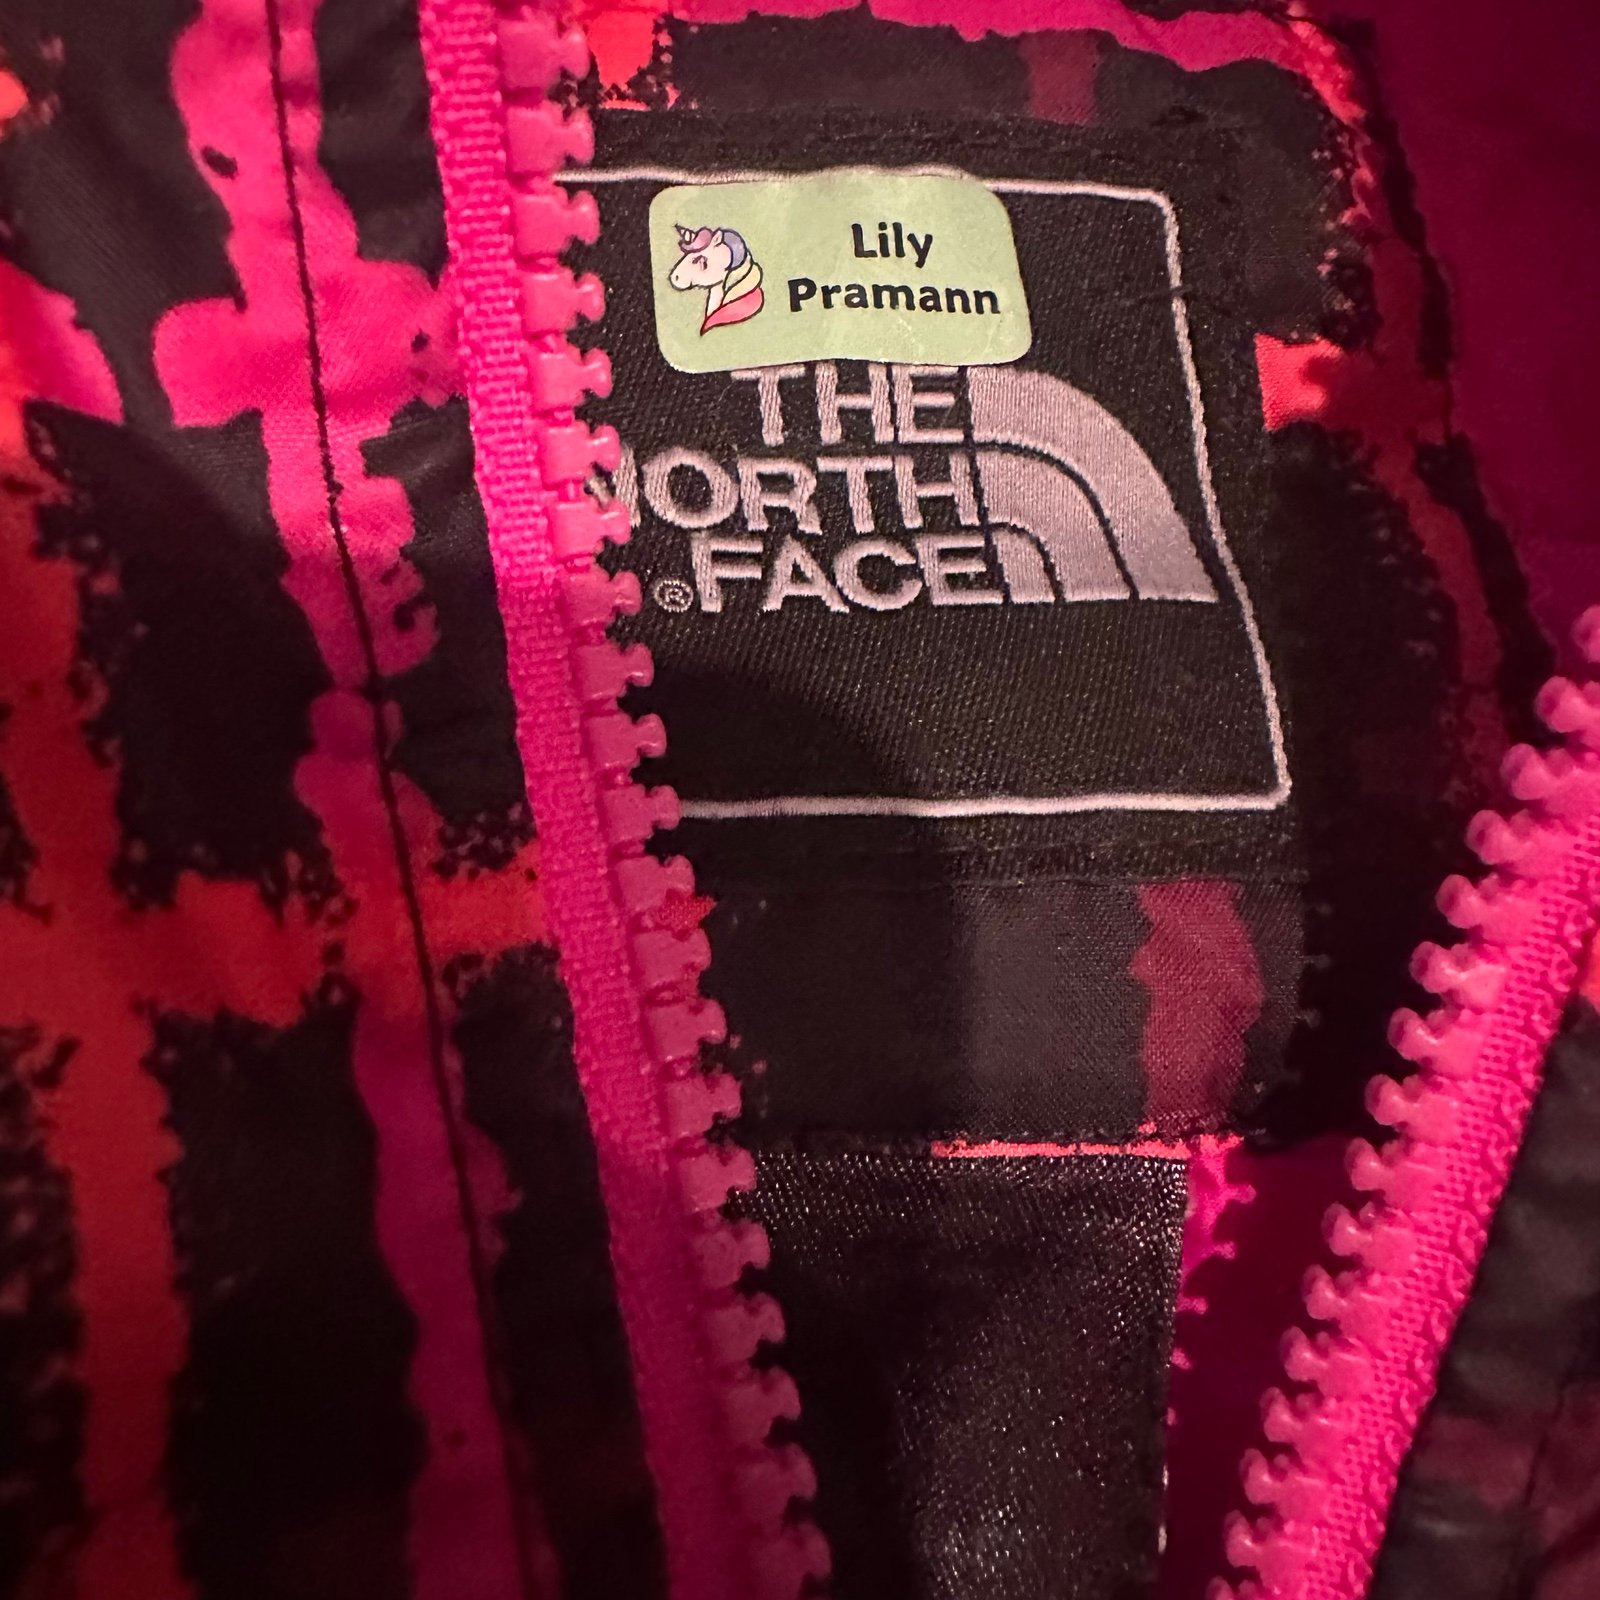 Lily
Pramann
THE
NORTH
FACE
®